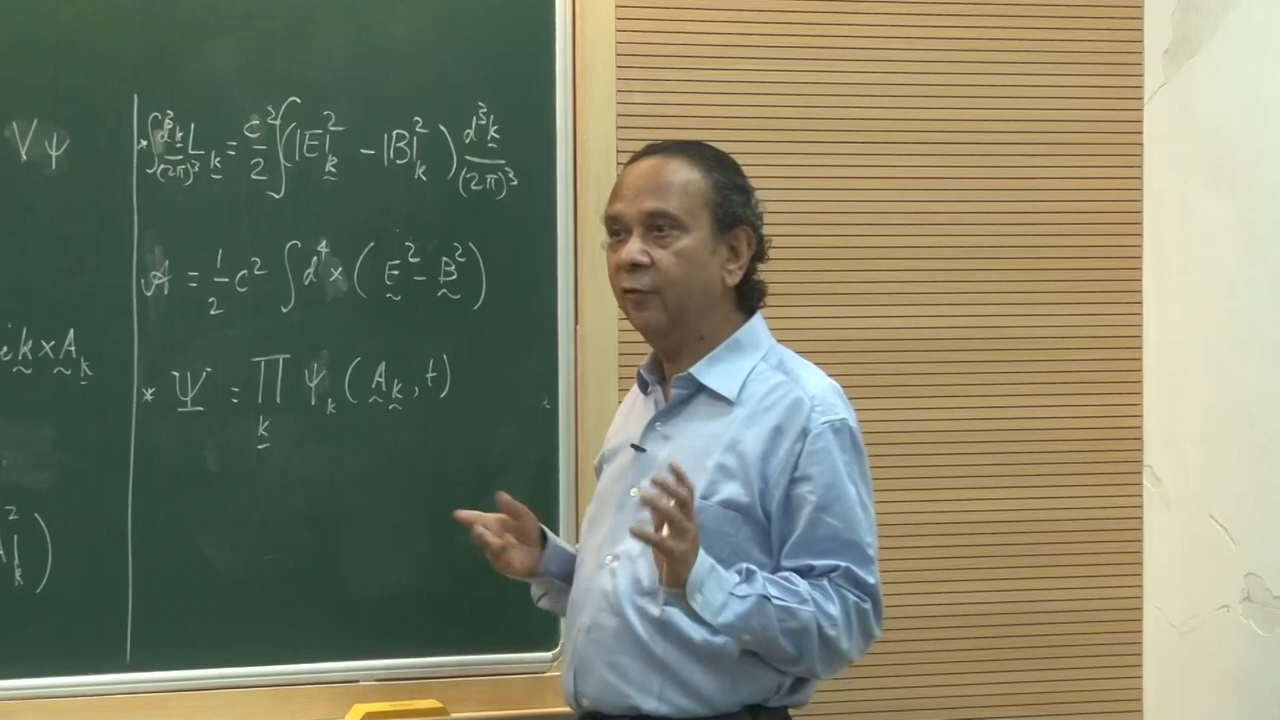 Vψ
* ∫ d³k/(2π)³ L_k = c²/2 ∫ (|E|²_k − |B|²_k) d³k/(2π)³
A = 1/2 c² ∫ d⁴x (E² − B²)
ik × A_k
* Ψ = ∏_k ψ_k (A_k, t)